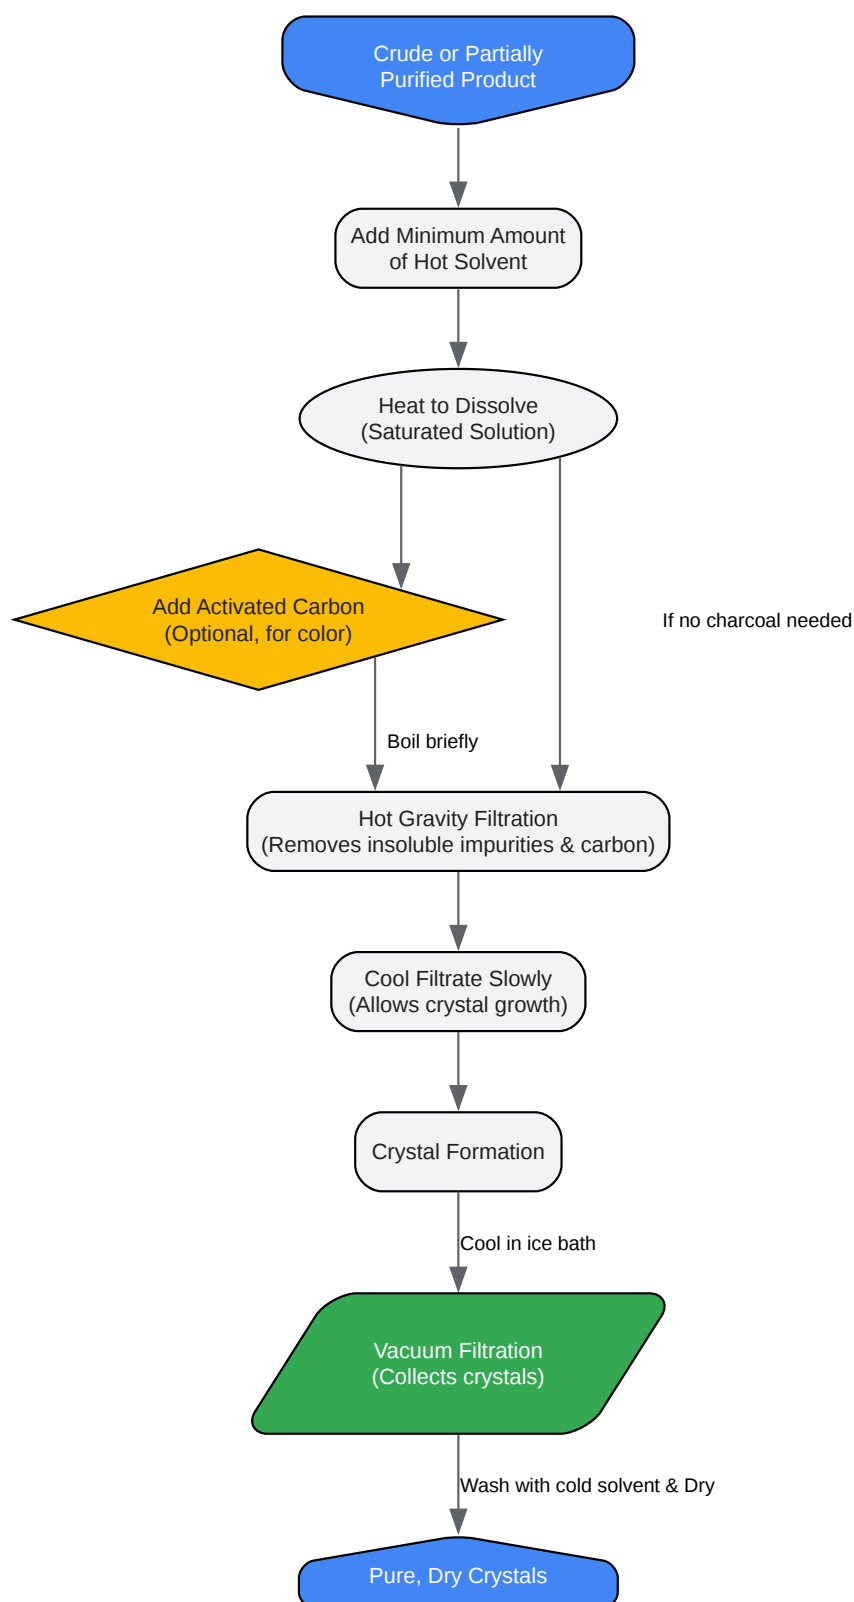 Crude or Partially
Purified Product
Add Minimum Amount
of Hot Solvent
Heat to Dissolve
(Saturated Solution)
Add Activated Carbon
(Optional, for color)
If no charcoal needed
Boil briefly
Hot Gravity Filtration
(Removes insoluble impurities & carbon)
Cool Filtrate Slowly
(Allows crystal growth)
Crystal Formation
Cool in ice bath
Vacuum Filtration
(Collects crystals)
Wash with cold solvent & Dry
Pure, Dry Crystals